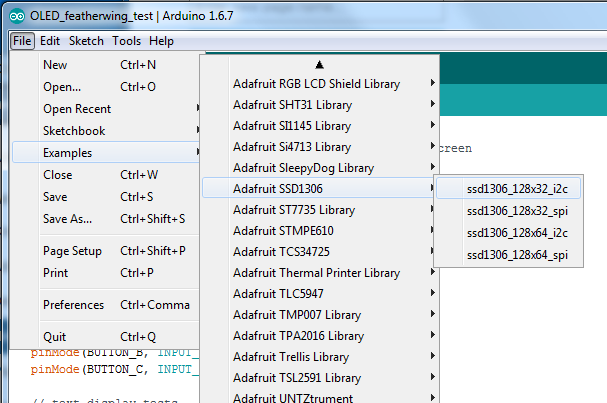 OLED_featherwing_test | Arduino 1.6.7
File Edit Sketch Tools Help
New Ctrl+N
Open... Ctrl+O
Open Recent
Sketchbook
Examples
Close Ctrl+W
Save Ctrl+S
Save As... Ctrl+Shift+S
Page Setup Ctrl+Shift+P
Print Ctrl+P
Preferences Ctrl+Comma
Quit Ctrl+Q
Adafruit RGB LCD Shield Library
Adafruit SHT31 Library
Adafruit SI1145 Library
Adafruit Si4713 Library
Adafruit SleepyDog Library
Adafruit SSD1306
Adafruit ST7735 Library
Adafruit STMPE610
Adafruit TCS34725
Adafruit Thermal Printer Library
Adafruit TLC5947
Adafruit TMP007 Library
Adafruit TPA2016 Library
Adafruit Trellis Library
Adafruit TSL2591 Library
Adafruit UNTZtrument
ssd1306_128x32_i2c
ssd1306_128x32_spi
ssd1306_128x64_i2c
ssd1306_128x64_spi
creen
pinMode(BUTTON_B, INPUT_
pinMode(BUTTON_C, INPUT_
// text display tests